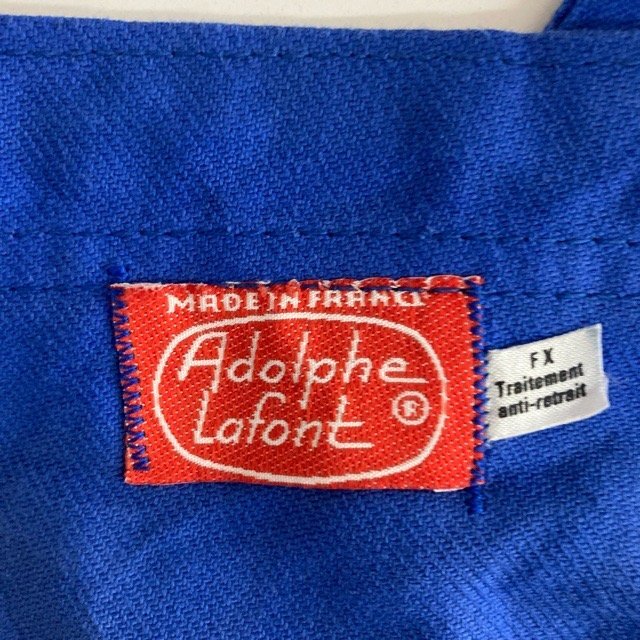 MADE IN FRANCE
Adolphe
Lafont ®
FX
Traitement
anti-retrait